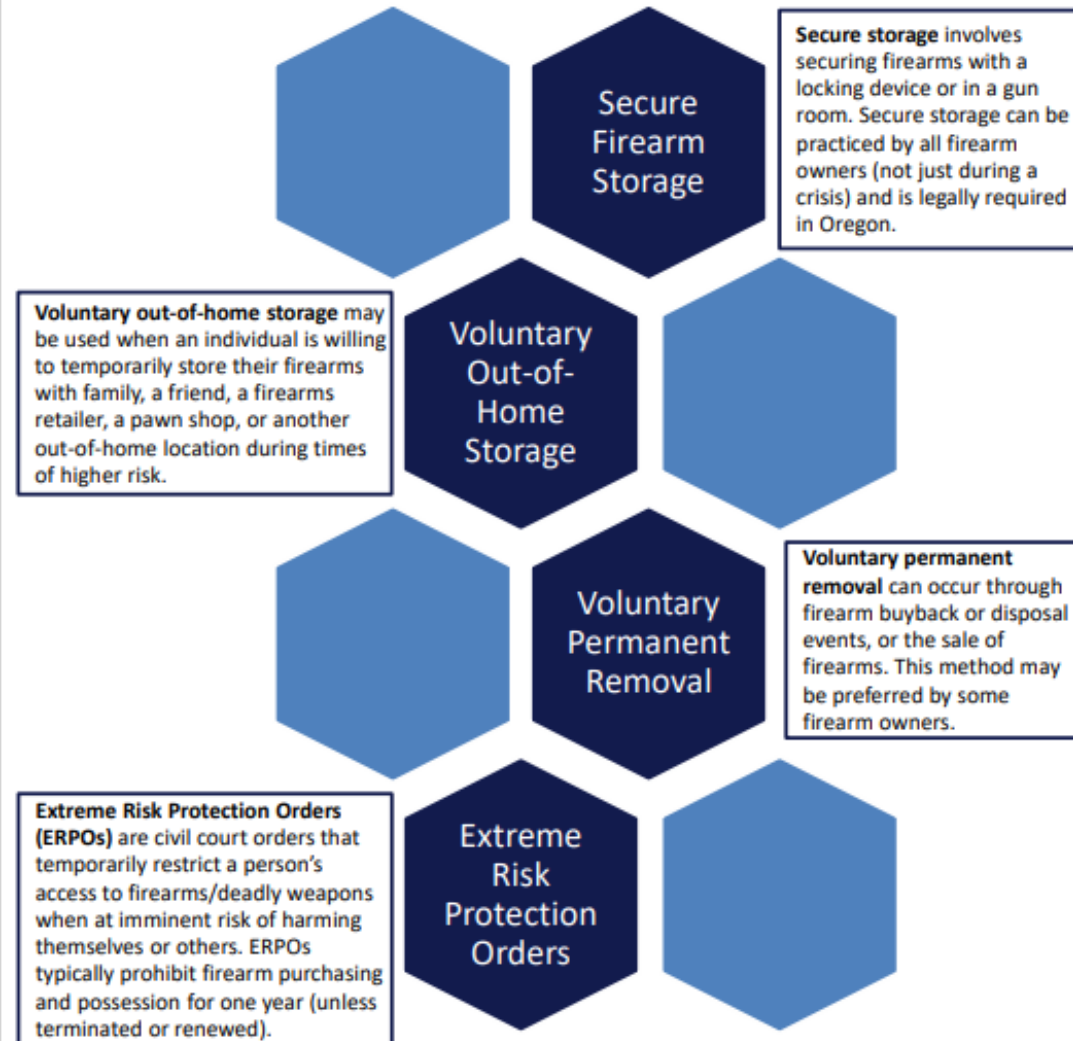 Secure
Firearm
Storage
Secure storage involves
securing firearms with a
locking device or in a gun
room. Secure storage can be
practiced by all firearm
owners (not just during a
crisis) and is legally required
in Oregon.
Voluntary out-of-home storage may
be used when an individual is willing
to temporarily store their firearms
with family, a friend, a firearms
retailer, a pawn shop, or another
out-of-home location during times
of higher risk.
Voluntary
Out-of-
Home
Storage
Voluntary
Permanent
Removal
Voluntary permanent
removal can occur through
firearm buyback or disposal
events, or the sale of
firearms. This method may
be preferred by some
firearm owners.
Extreme Risk Protection Orders
(ERPOs) are civil court orders that
temporarily restrict a person's
access to firearms/deadly weapons
when at imminent risk of harming
themselves or others. ERPOs
typically prohibit firearm purchasing
and possession for one year (unless
terminated or renewed).
Extreme
Risk
Protection
Orders